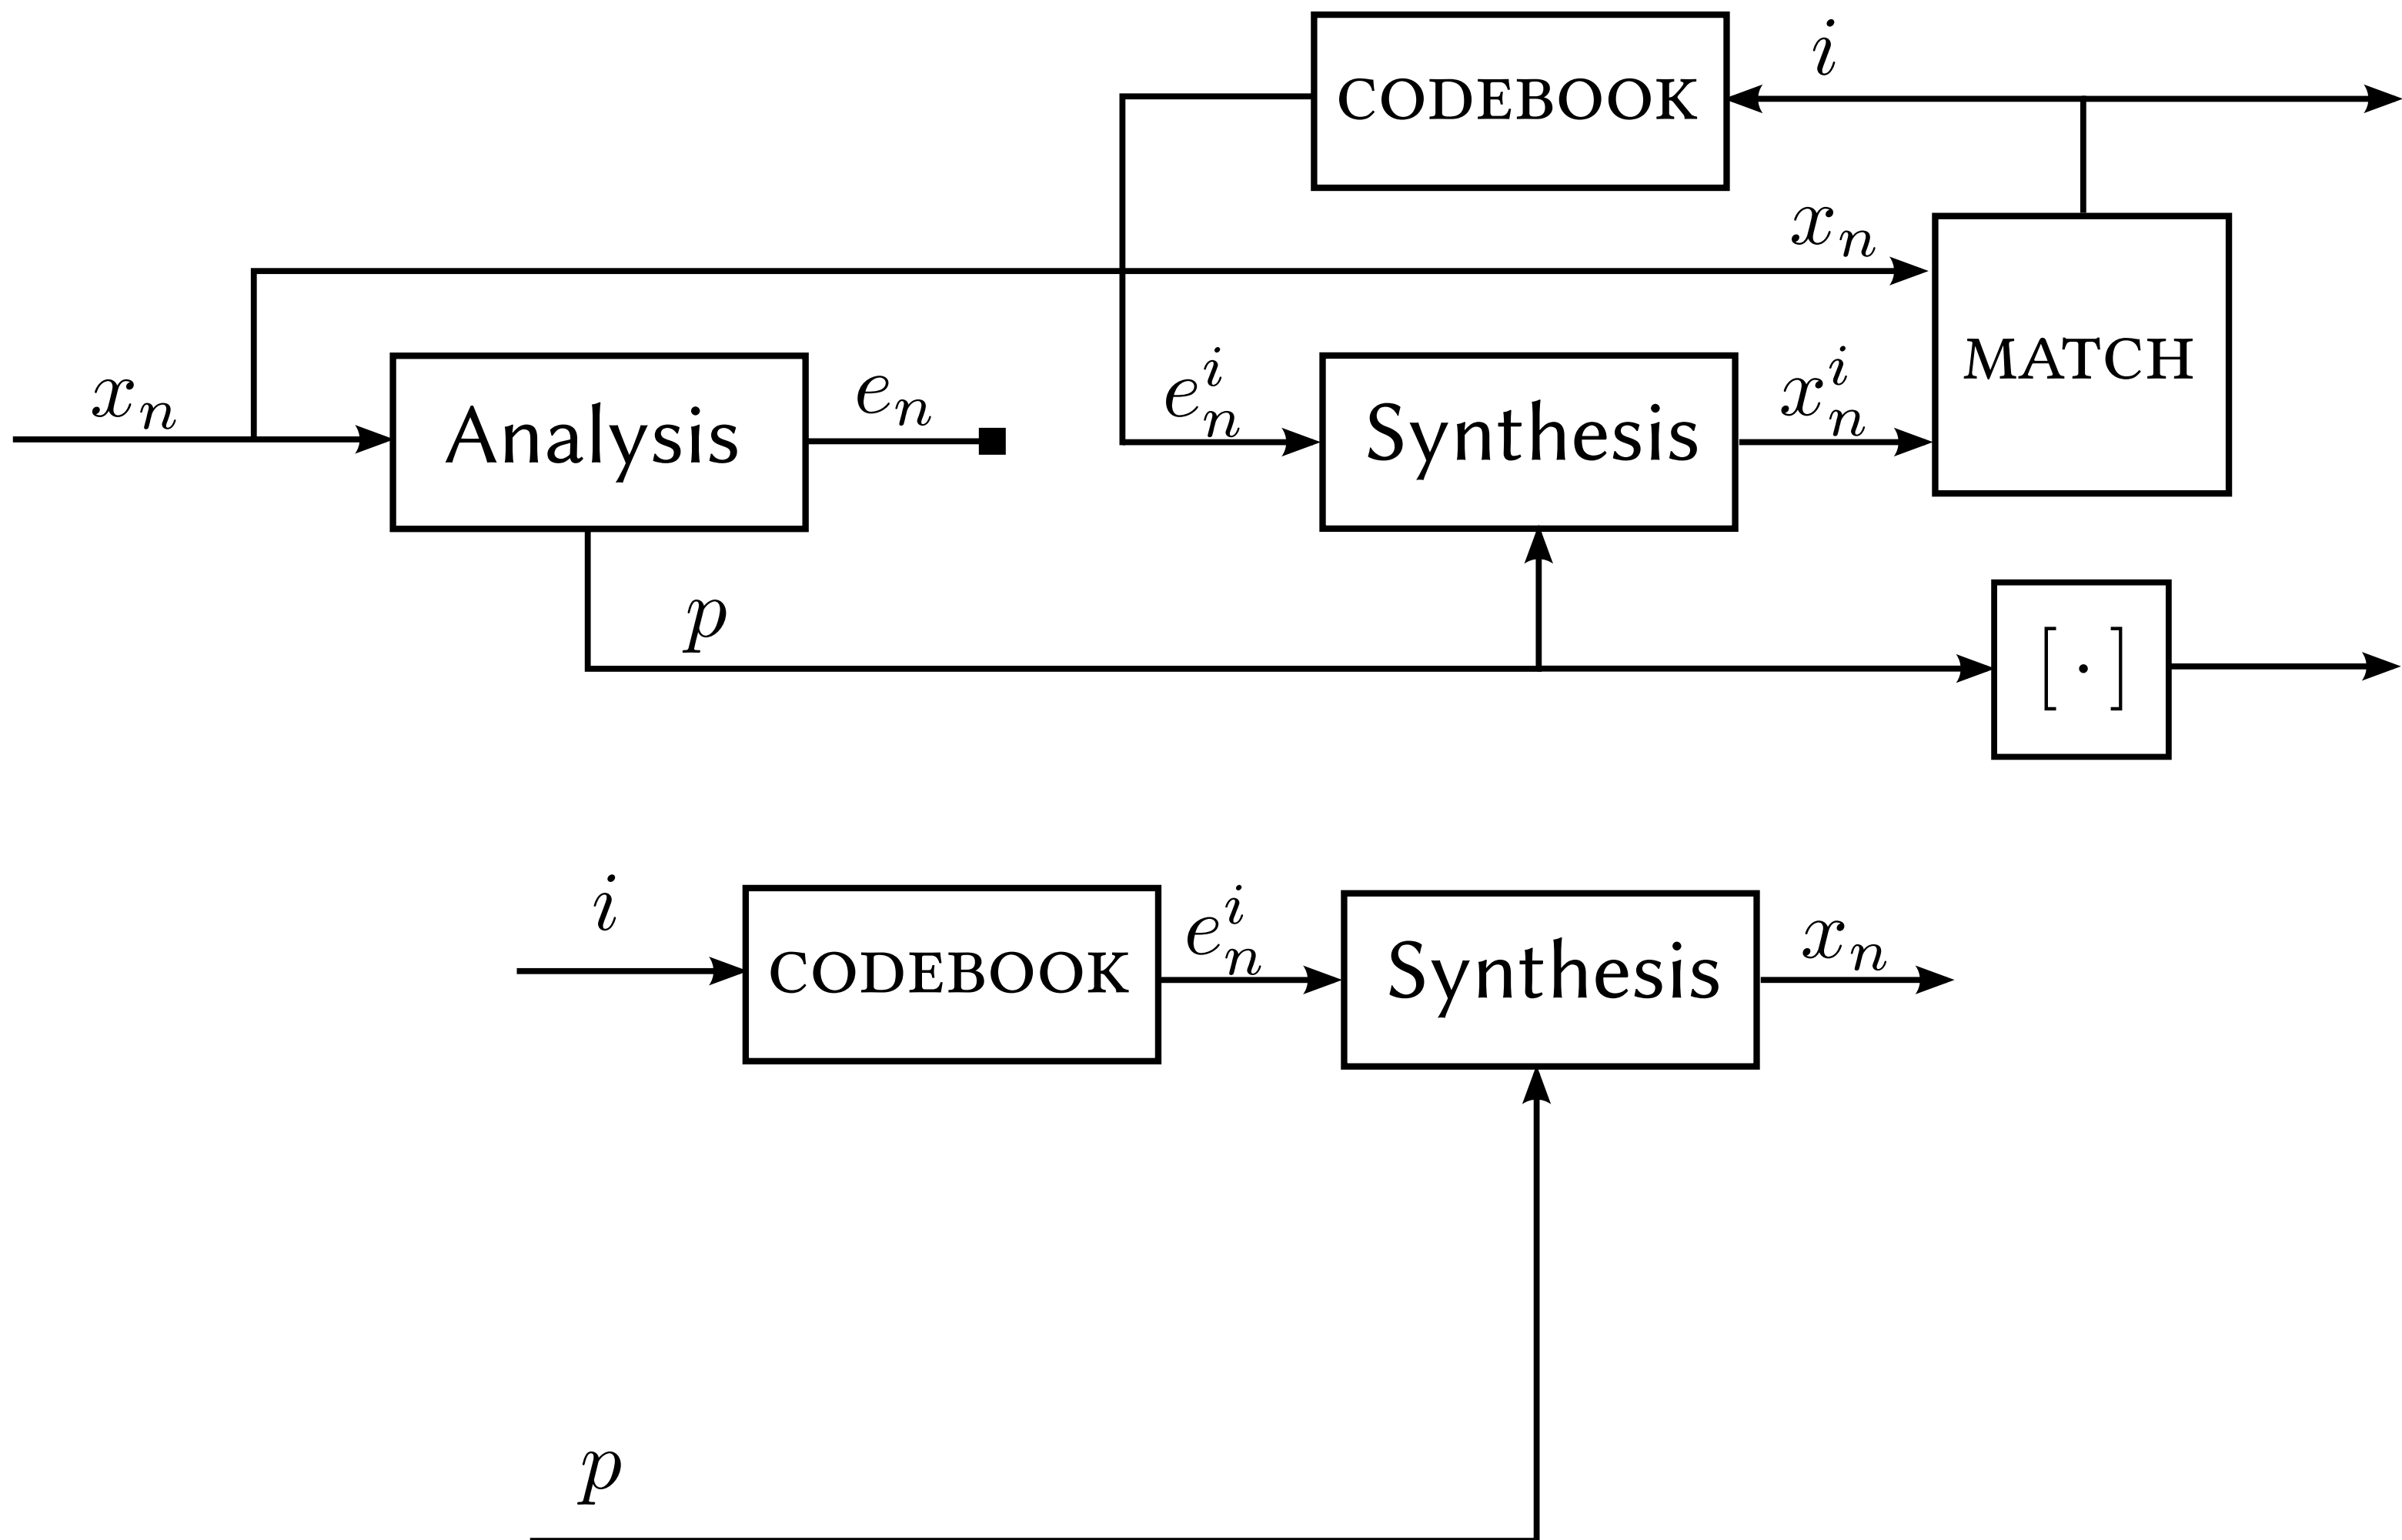 CODEBOOK
i
x_n
MATCH
x_n
Analysis
e_n
e_n^i
Synthesis
x_n^i
p
[ · ]
i
CODEBOOK
e_n^i
Synthesis
x_n
p